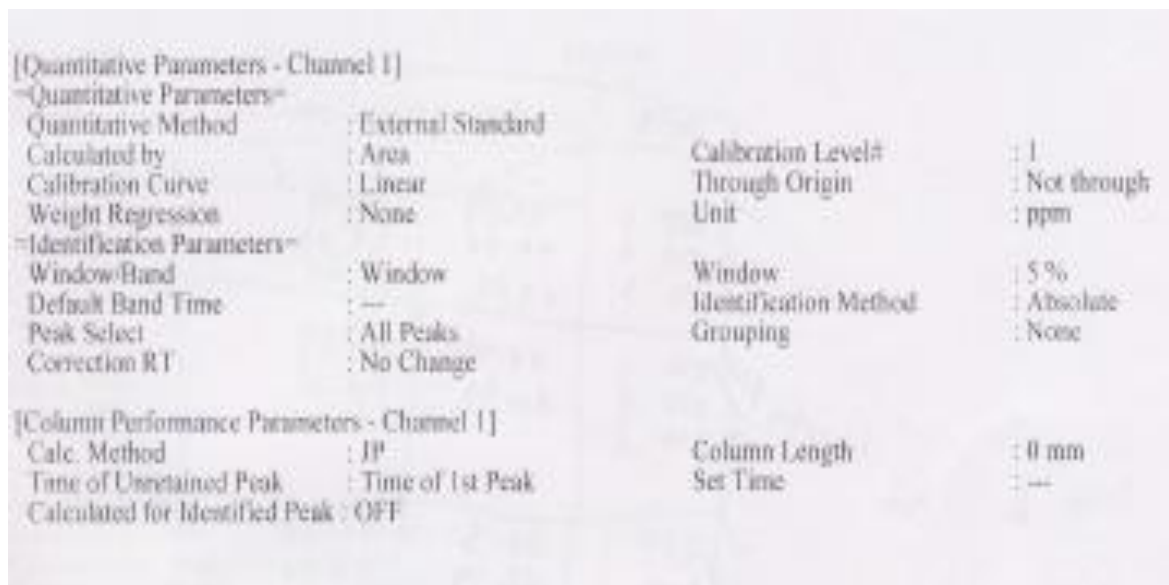 [Quantitative Parameters - Channel 1]
=Quantitative Parameters=
Quantitative Method : External Standard
Calculated by : Area Calibration Level# : 1
Calibration Curve : Linear Through Origin : Not through
Weight Regression : None Unit : ppm
=Identification Parameters=
Window/Band : Window Window : 5 %
Default Band Time : --- Identification Method : Absolute
Peak Select : All Peaks Grouping : None
Correction RT : No Change
[Column Performance Parameters - Channel 1]
Calc. Method : JP Column Length : 0 mm
Time of Unretained Peak : Time of 1st Peak Set Time : ---
Calculated for Identified Peak : OFF